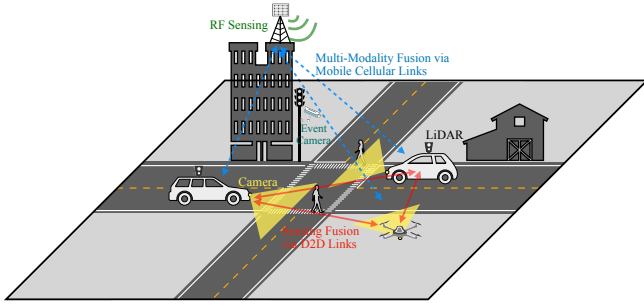 RF Sensing
Multi-Modality Fusion via
Mobile Cellular Links
Event
Camera
LiDAR
Camera
Sensing Fusion
via D2D Links